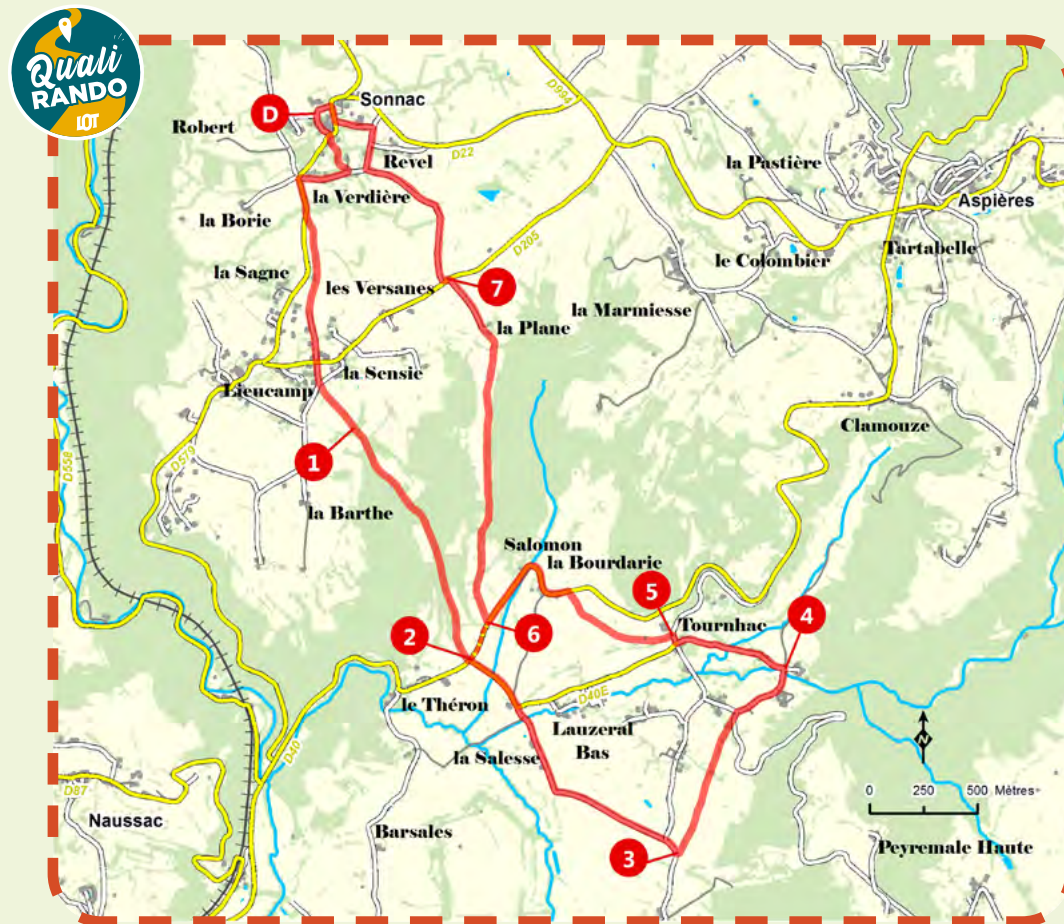 Quali
RANDO
LOT
D994
Sonnac
D
Robert
Revel
D22
la Pastière
la Verdière
Aspières
la Borie
D205
le Colombier
Tartabelle
la Sagne
les Versanes
7
la Marmiesse
la Plane
la Sensie
Lieucamp
Clamouze
1
D558
D579
la Barthe
Salomon
la Bourdarie
5
4
Tournhac
2
6
le Théron
D40E
Lauzeral
Bas
la Salesse
D40
N
0 250 500 Mètres
D87
Naussac
Barsales
3
Peyremale Haute